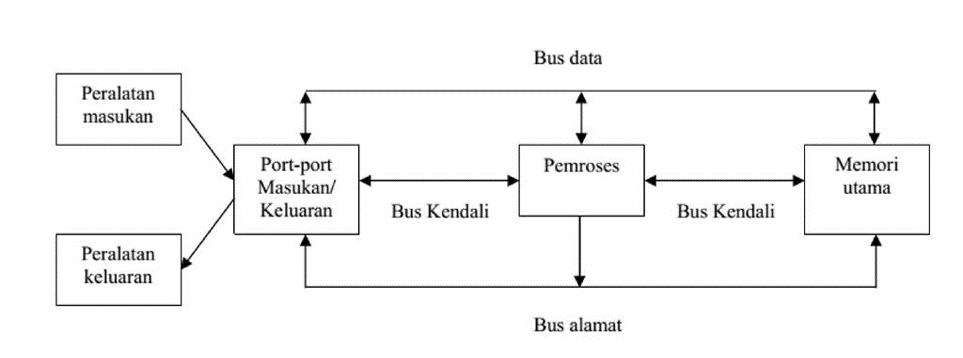 Bus data
Peralatan
masukan
Port-port
Masukan/
Keluaran
Pemroses
Memori
utama
Bus Kendali
Bus Kendali
Peralatan
keluaran
Bus alamat